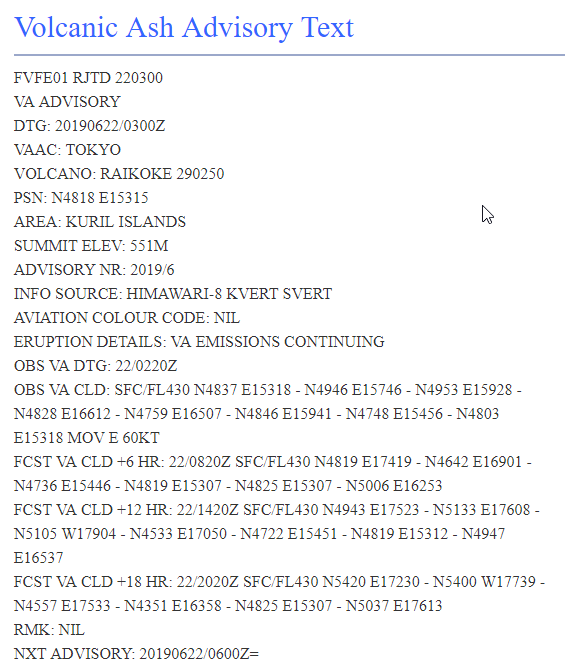 Volcanic Ash Advisory Text
FVFE01 RJTD 220300
VA ADVISORY
DTG: 20190622/0300Z
VAAC: TOKYO
VOLCANO: RAIKOKE 290250
PSN: N4818 E15315
AREA: KURIL ISLANDS
SUMMIT ELEV: 551M
ADVISORY NR: 2019/6
INFO SOURCE: HIMAWARI-8 KVERT SVERT
AVIATION COLOUR CODE: NIL
ERUPTION DETAILS: VA EMISSIONS CONTINUING
OBS VA DTG: 22/0220Z
OBS VA CLD: SFC/FL430 N4837 E15318 - N4946 E15746 - N4953 E15928 -
N4828 E16612 - N4759 E16507 - N4846 E15941 - N4748 E15456 - N4803
E15318 MOV E 60KT
FCST VA CLD +6 HR: 22/0820Z SFC/FL430 N4819 E17419 - N4642 E16901 -
N4736 E15446 - N4819 E15307 - N4825 E15307 - N5006 E16253
FCST VA CLD +12 HR: 22/1420Z SFC/FL430 N4943 E17523 - N5133 E17608 -
N5105 W17904 - N4533 E17050 - N4722 E15451 - N4819 E15312 - N4947
E16537
FCST VA CLD +18 HR: 22/2020Z SFC/FL430 N5420 E17230 - N5400 W17739 -
N4557 E17533 - N4351 E16358 - N4825 E15307 - N5037 E17613
RMK: NIL
NXT ADVISORY: 20190622/0600Z=